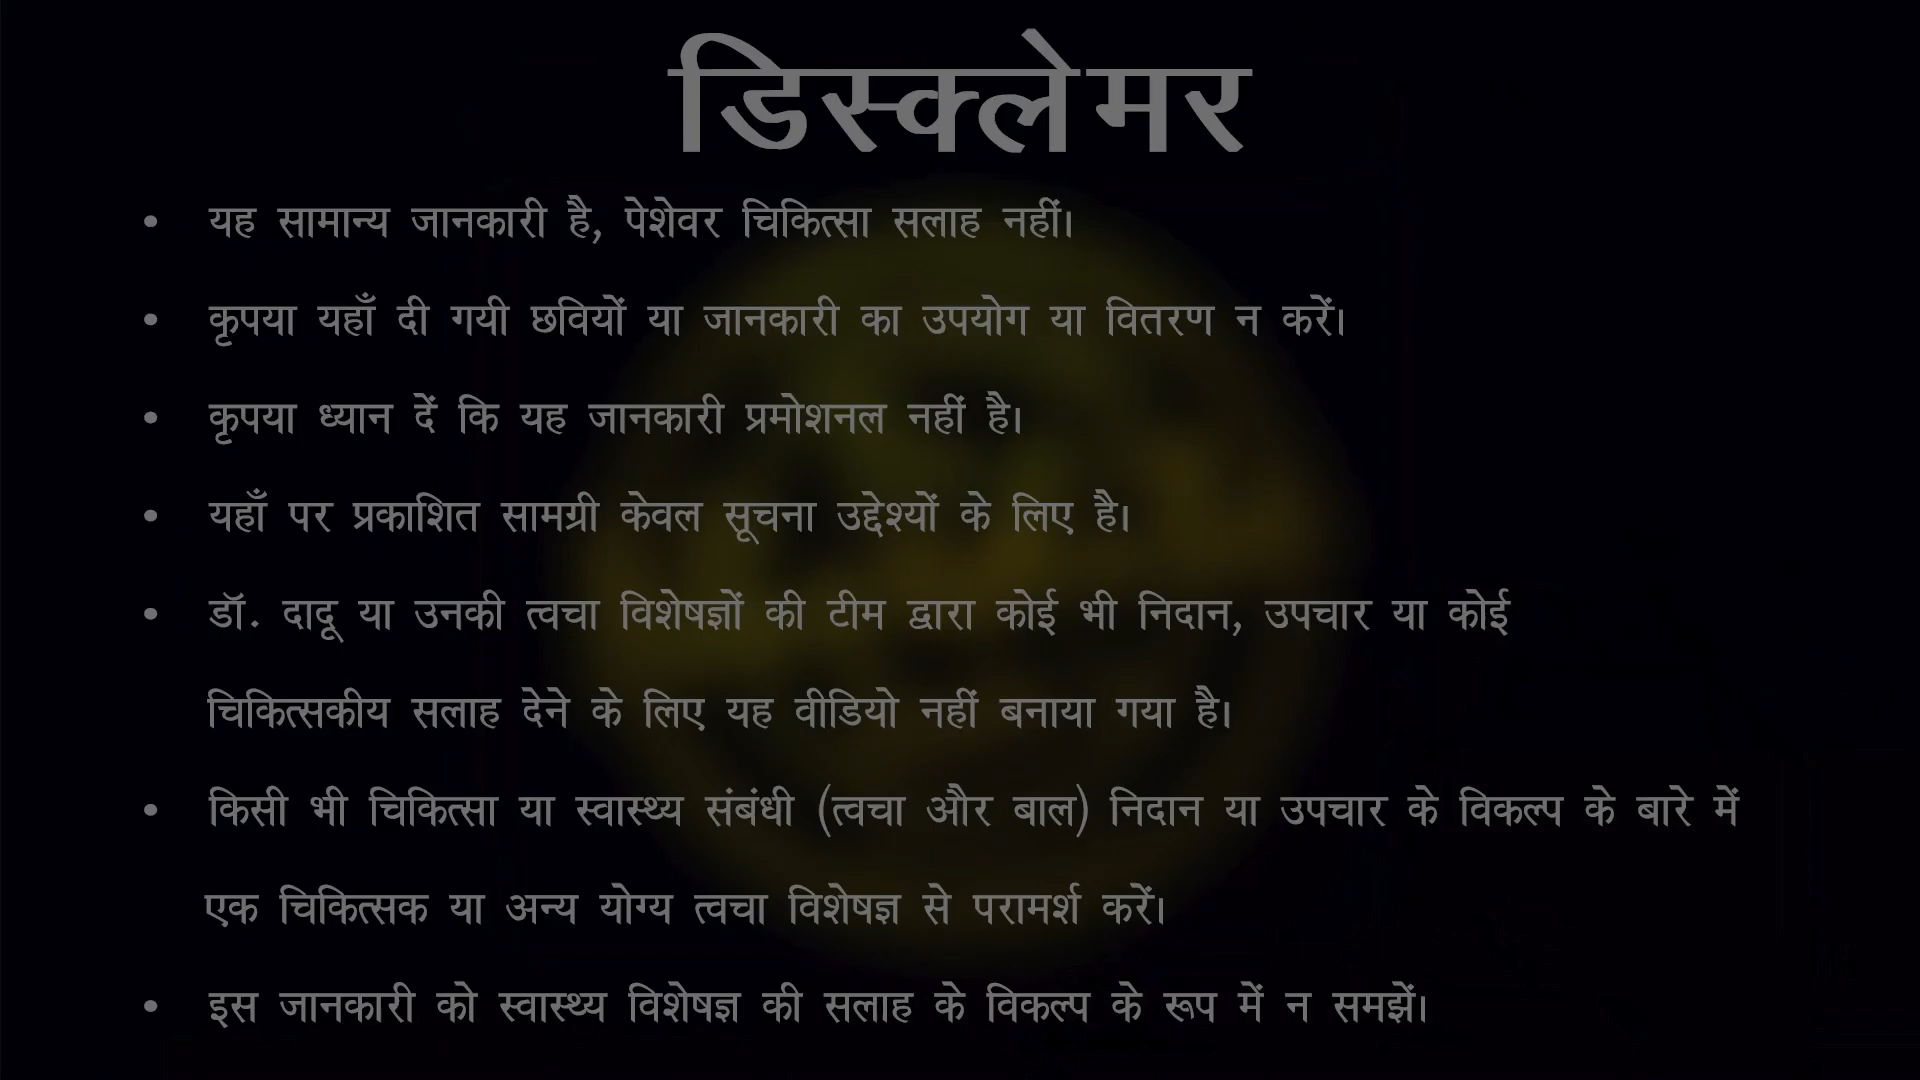 डिस्क्लेमर
• यह सामान्य जानकारी है, पेशेवर चिकित्सा सलाह नहीं।
• कृपया यहाँ दी गयी छवियों या जानकारी का उपयोग या वितरण न करें।
• कृपया ध्यान दें कि यह जानकारी प्रमोशनल नहीं है।
• यहाँ पर प्रकाशित सामग्री केवल सूचना उद्देश्यों के लिए है।
• डॉ. दादू या उनकी त्वचा विशेषज्ञों की टीम द्वारा कोई भी निदान, उपचार या कोई
चिकित्सकीय सलाह देने के लिए यह वीडियो नहीं बनाया गया है।
• किसी भी चिकित्सा या स्वास्थ्य संबंधी (त्वचा और बाल) निदान या उपचार के विकल्प के बारे में
एक चिकित्सक या अन्य योग्य त्वचा विशेषज्ञ से परामर्श करें।
• इस जानकारी को स्वास्थ्य विशेषज्ञ की सलाह के विकल्प के रूप में न समझें।